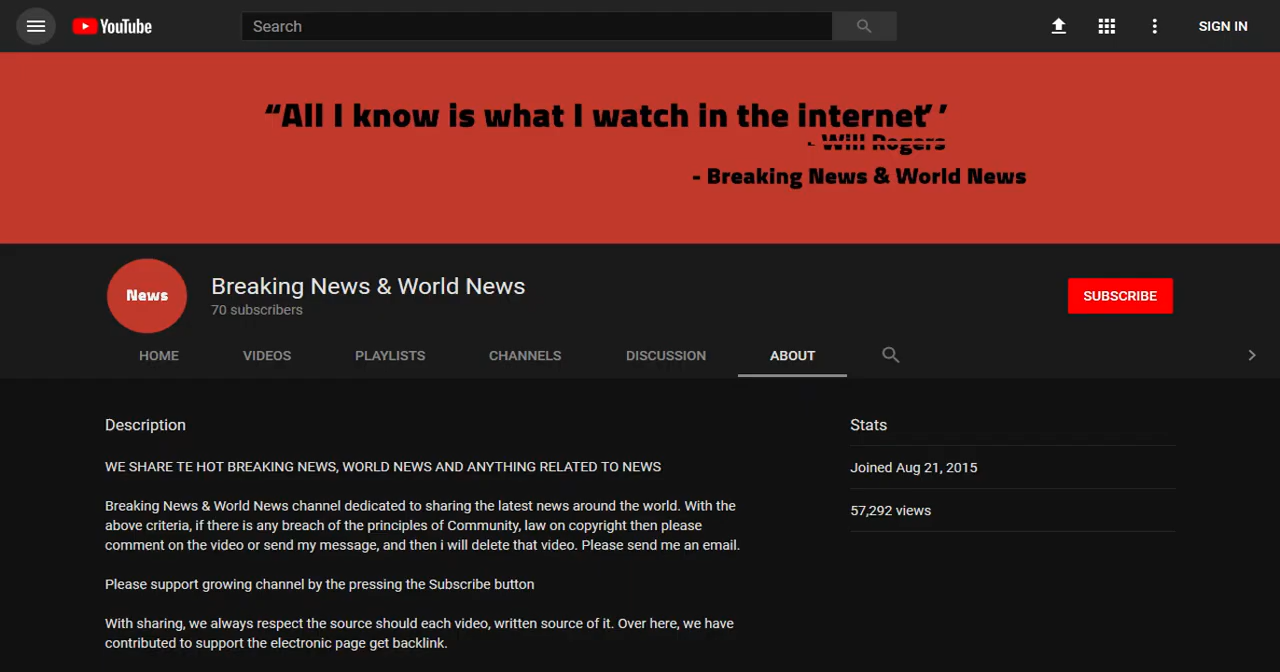 YouTube
Search
SIGN IN
“All I know is what I watch in the internet’’
- Will Rogers
- Breaking News & World News
News
Breaking News & World News
70 subscribers
SUBSCRIBE
HOME VIDEOS PLAYLISTS CHANNELS DISCUSSION ABOUT
Description
WE SHARE TE HOT BREAKING NEWS, WORLD NEWS AND ANYTHING RELATED TO NEWS
Breaking News & World News channel dedicated to sharing the latest news around the world. With the
above criteria, if there is any breach of the principles of Community, law on copyright then please
comment on the video or send my message, and then i will delete that video. Please send me an email.
Please support growing channel by the pressing the Subscribe button
With sharing, we always respect the source should each video, written source of it. Over here, we have
contributed to support the electronic page get backlink.
Stats
Joined Aug 21, 2015
57,292 views